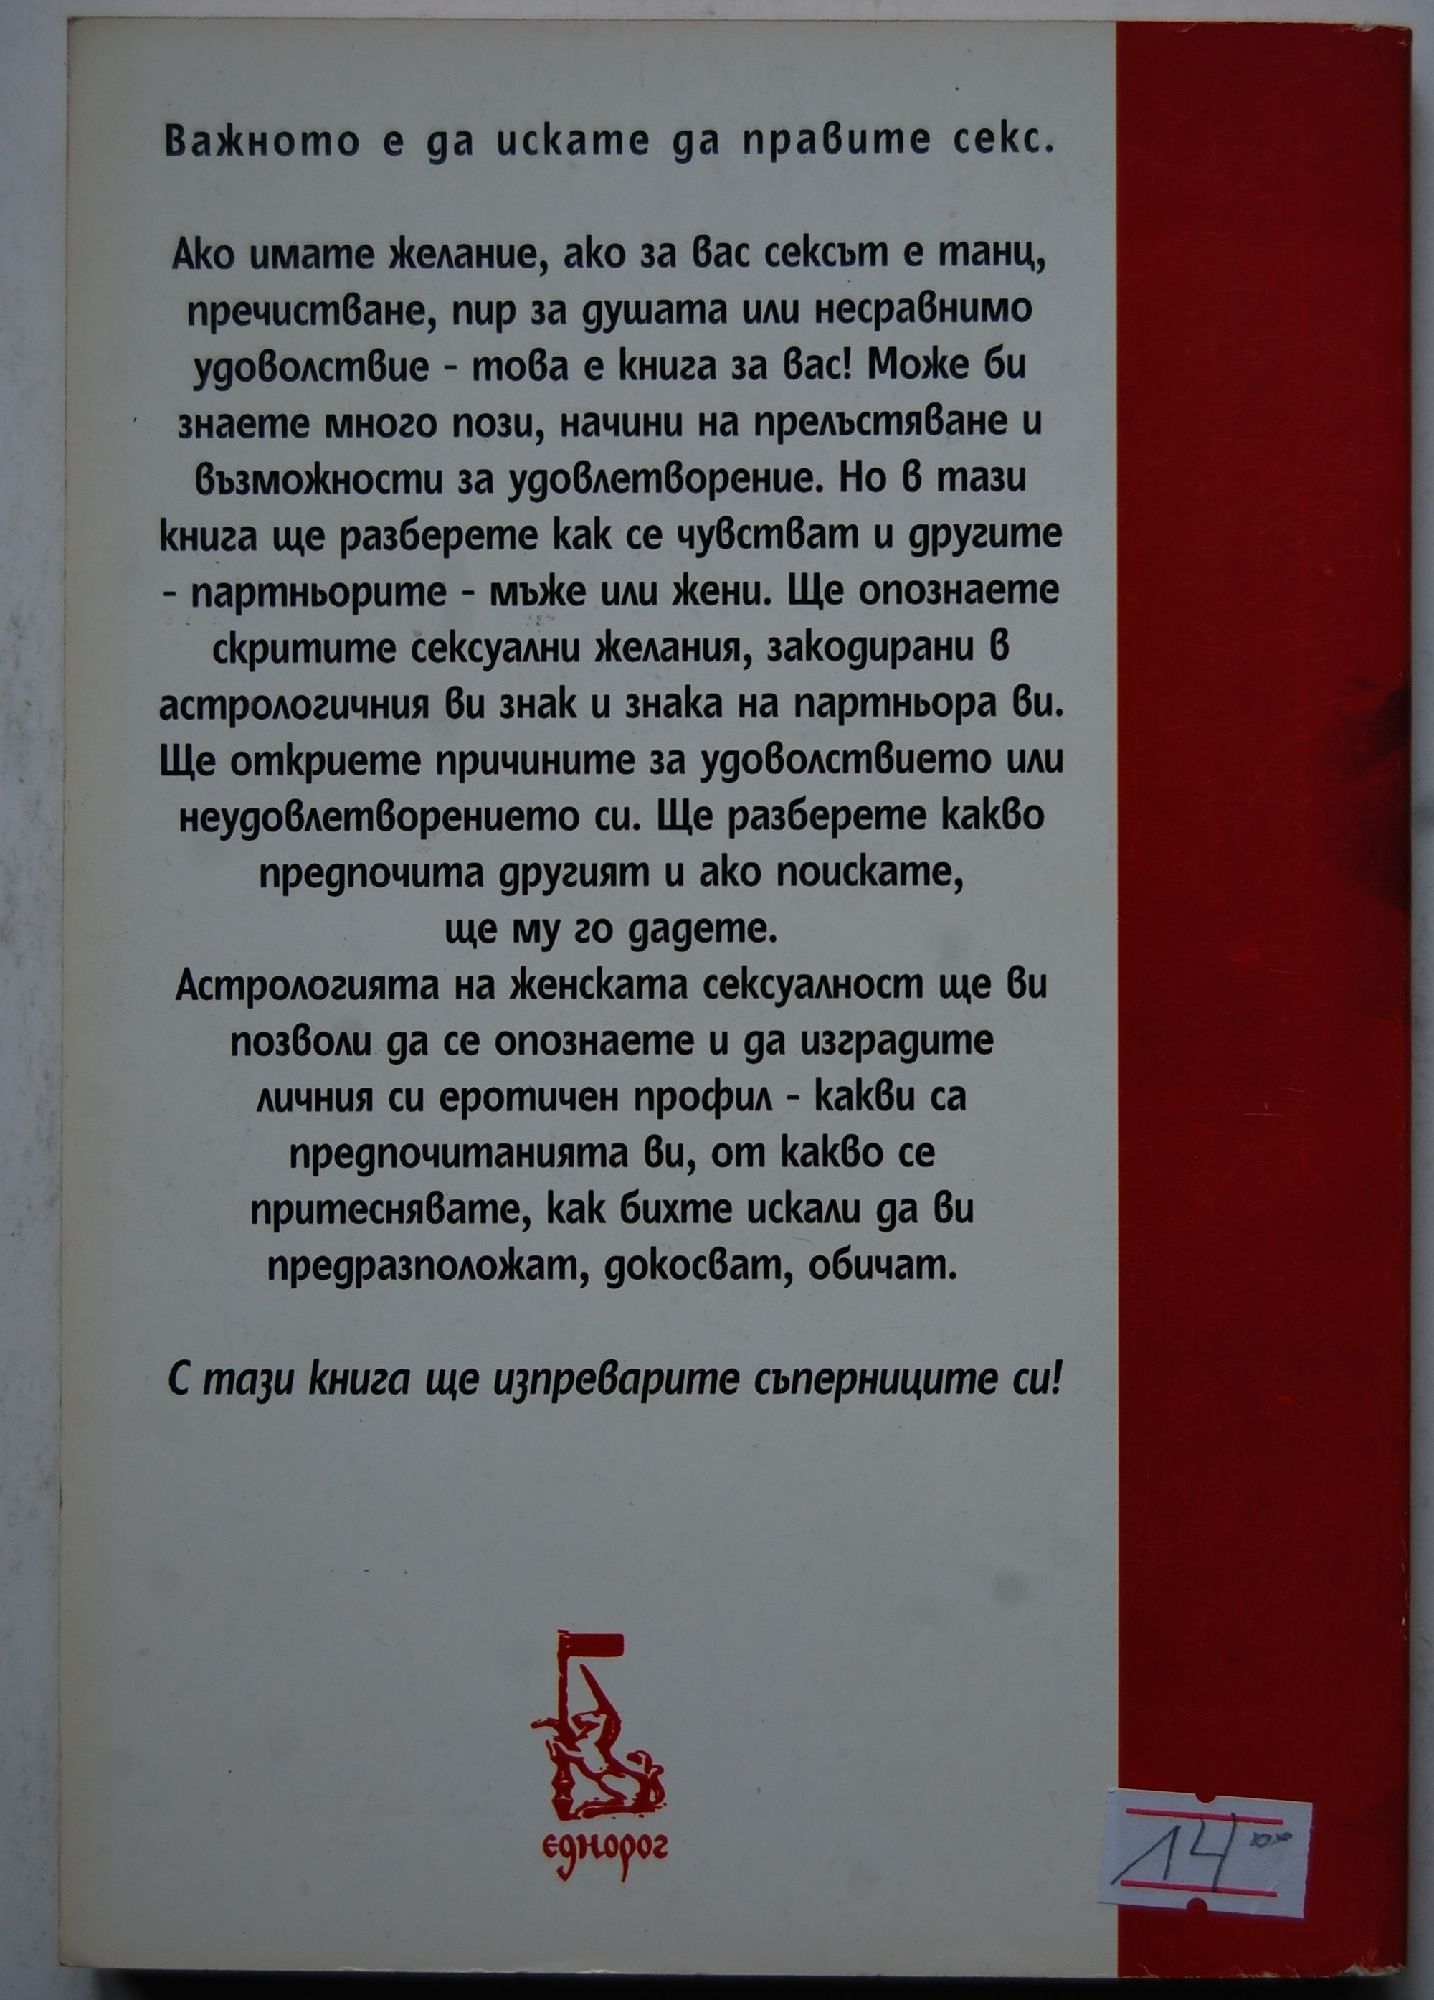 Важното е да искате да правите секс.
Ако имате желание, ако за вас сексът е танц,
пречистване, пир за душата или несравнимо
удоволствие - това е книга за вас! Може би
знаете много пози, начини на прелъстяване и
възможности за удовлетворение. Но в тази
книга ще разберете как се чувстват и другите
- партньорите - мъже или жени. Ще опознаете
скритите сексуални желания, закодирани в
астрологичния ви знак и знака на партньора ви.
Ще откриете причините за удоволствието или
неудовлетворението си. Ще разберете какво
предпочита другият и ако поискате,
ще му го дадете.
Астрологията на женската сексуалност ще ви
позволи да се опознаете и да изградите
личния си еротичен профил - какви са
предпочитанията ви, от какво се
притеснявате, как бихте искали да ви
предразположат, докосват, обичат.
С тази книга ще изпреварите съперниците си!
еднорог
14 00